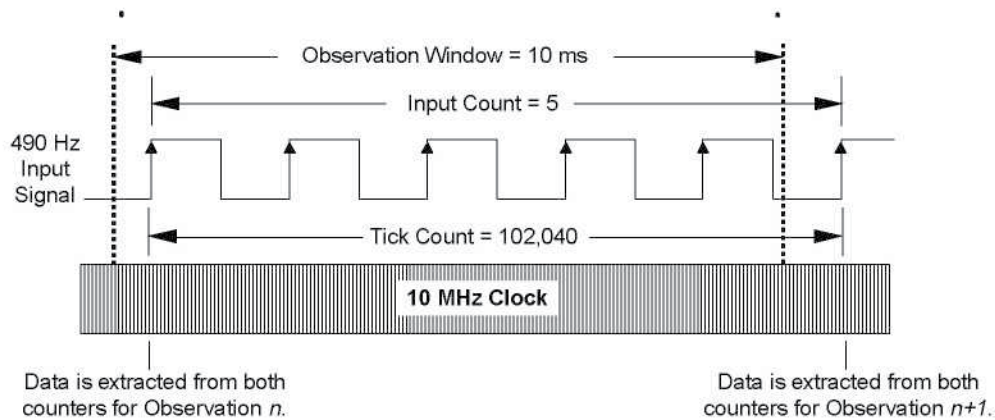 Observation Window = 10 ms
Input Count = 5
490 Hz
Input
Signal
Tick Count = 102,040
10 MHz Clock
Data is extracted from both
counters for Observation n.
Data is extracted from both
counters for Observation n+1.